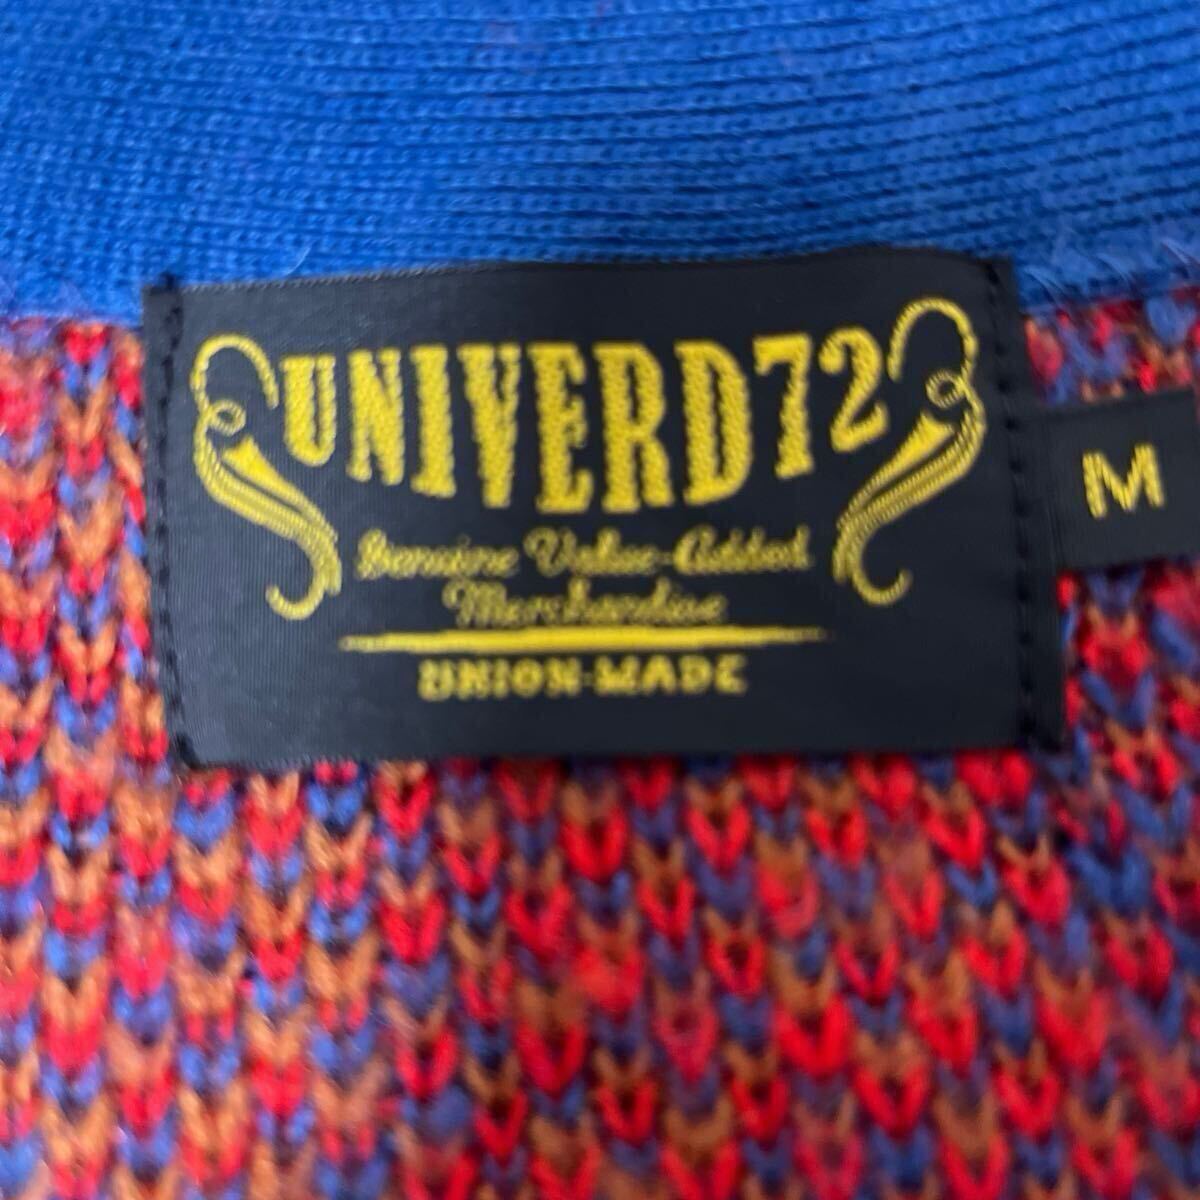 UNIVERD72
Genuine Value-Added
Merchandise
UNION-MADE
M